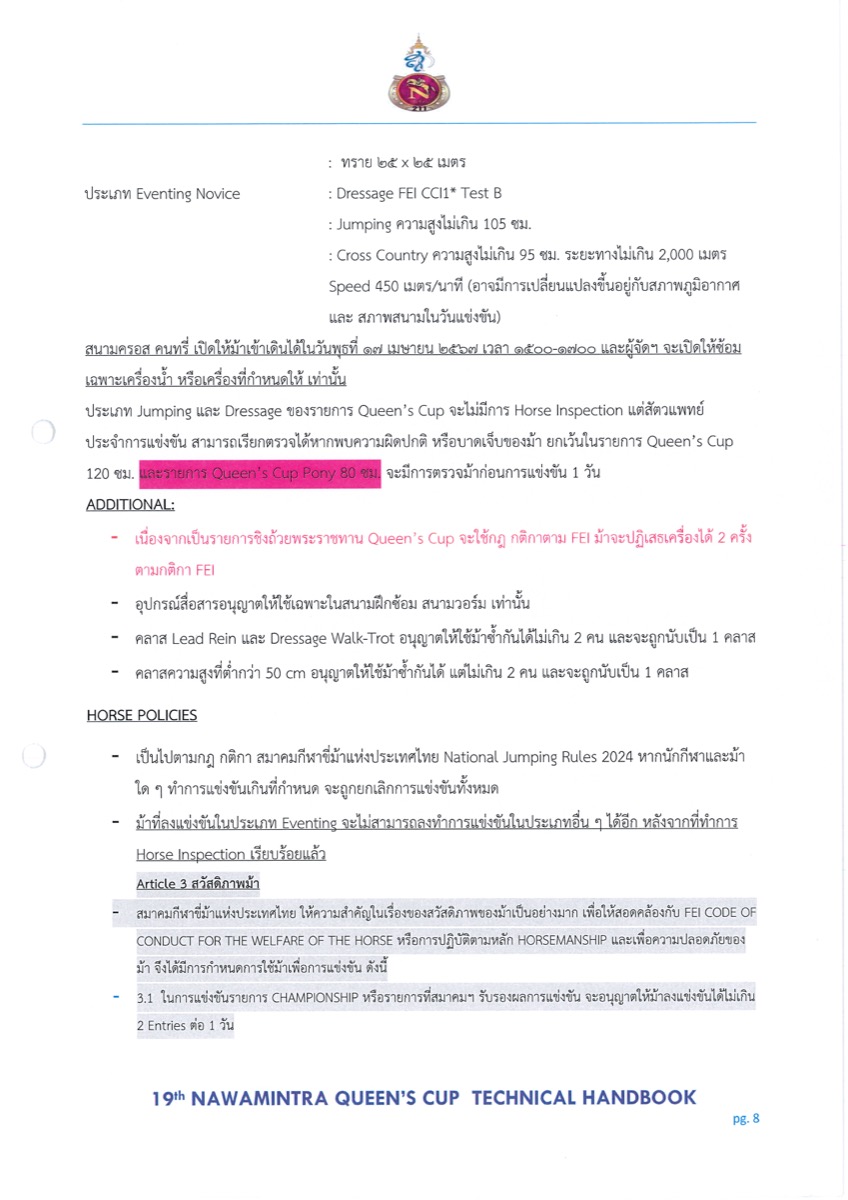 : ทราย ๒๕ x ๒๕ เมตร
ประเภท Eventing Novice : Dressage FEI CCI1* Test B
: Jumping ความสูงไม่เกิน 105 ซม.
: Cross Country ความสูงไม่เกิน 95 ซม. ระยะทางไม่เกิน 2,000 เมตร
Speed 450 เมตร/นาที (อาจมีการเปลี่ยนแปลงขึ้นอยู่กับสภาพภูมิอากาศ
และ สภาพสนามในวันแข่งขัน)
สนามครอส คนทรี่ เปิดให้ม้าเข้าเดินได้ในวันพุธที่ ๑๗ เมษายน ๒๕๖๗ เวลา ๑๕๐๐-๑๗๐๐ และผู้จัดฯ จะเปิดให้ซ้อม
เฉพาะเครื่องน้ำ หรือเครื่องที่กำหนดให้ เท่านั้น
ประเภท Jumping และ Dressage ของรายการ Queen's Cup จะไม่มีการ Horse Inspection แต่สัตวแพทย์
ประจำการแข่งขัน สามารถเรียกตรวจได้หากพบความผิดปกติ หรือบาดเจ็บของม้า ยกเว้นในรายการ Queen's Cup
120 ซม. และรายการ Queen's Cup Pony 80 ซม. จะมีการตรวจม้าก่อนการแข่งขัน 1 วัน
ADDITIONAL:
- เนื่องจากเป็นรายการชิงถ้วยพระราชทาน Queen's Cup จะใช้กฎ กติกาตาม FEI ม้าจะปฏิเสธเครื่องได้ 2 ครั้ง
ตามกติกา FEI
- อุปกรณ์สื่อสารอนุญาตให้ใช้เฉพาะในสนามฝึกซ้อม สนามวอร์ม เท่านั้น
- คลาส Lead Rein และ Dressage Walk-Trot อนุญาตให้ใช้ม้าซ้ำกันได้ไม่เกิน 2 คน และจะถูกนับเป็น 1 คลาส
- คลาสความสูงที่ต่ำกว่า 50 cm อนุญาตให้ใช้ม้าซ้ำกันได้ แต่ไม่เกิน 2 คน และจะถูกนับเป็น 1 คลาส
HORSE POLICIES
- เป็นไปตามกฎ กติกา สมาคมกีฬาขี่ม้าแห่งประเทศไทย National Jumping Rules 2024 หากนักกีฬาและม้า
ใด ๆ ทำการแข่งขันเกินที่กำหนด จะถูกยกเลิกการแข่งขันทั้งหมด
- ม้าที่ลงแข่งขันในประเภท Eventing จะไม่สามารถลงทำการแข่งขันในประเภทอื่น ๆ ได้อีก หลังจากที่ทำการ
Horse Inspection เรียบร้อยแล้ว
Article 3 สวัสดิภาพม้า
- สมาคมกีฬาขี่ม้าแห่งประเทศไทย ให้ความสำคัญในเรื่องของสวัสดิภาพของม้าเป็นอย่างมาก เพื่อให้สอดคล้องกับ FEI CODE OF
CONDUCT FOR THE WELFARE OF THE HORSE หรือการปฏิบัติตามหลัก HORSEMANSHIP และเพื่อความปลอดภัยของ
ม้า จึงได้มีการกำหนดการใช้ม้าเพื่อการแข่งขัน ดังนี้
- 3.1 ในการแข่งขันรายการ CHAMPIONSHIP หรือรายการที่สมาคมฯ รับรองผลการแข่งขัน จะอนุญาตให้ม้าลงแข่งขันได้ไม่เกิน
2 Entries ต่อ 1 วัน
19th NAWAMINTRA QUEEN'S CUP TECHNICAL HANDBOOK
pg. 8